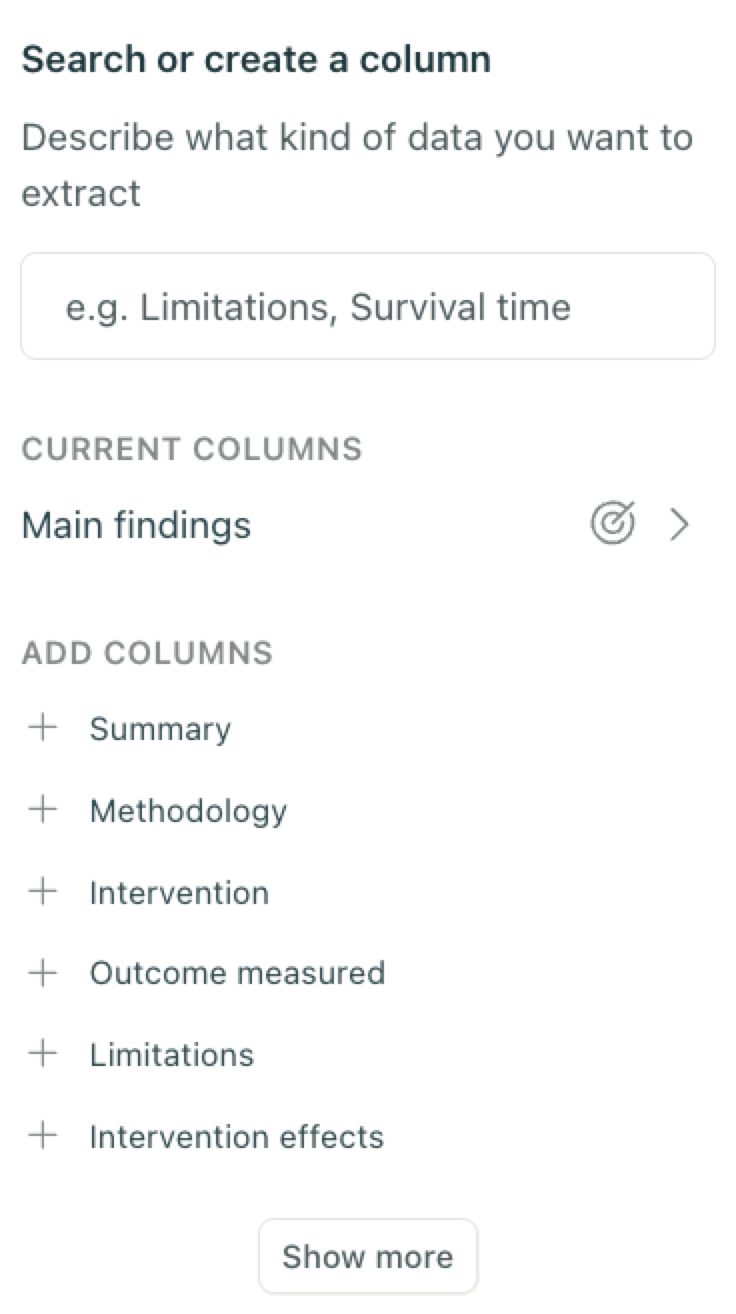 Search or create a column
Describe what kind of data you want to
extract
e.g. Limitations, Survival time
CURRENT COLUMNS
Main findings
ADD COLUMNS
Summary
Methodology
Intervention
Outcome measured
Limitations
Intervention effects
Show more